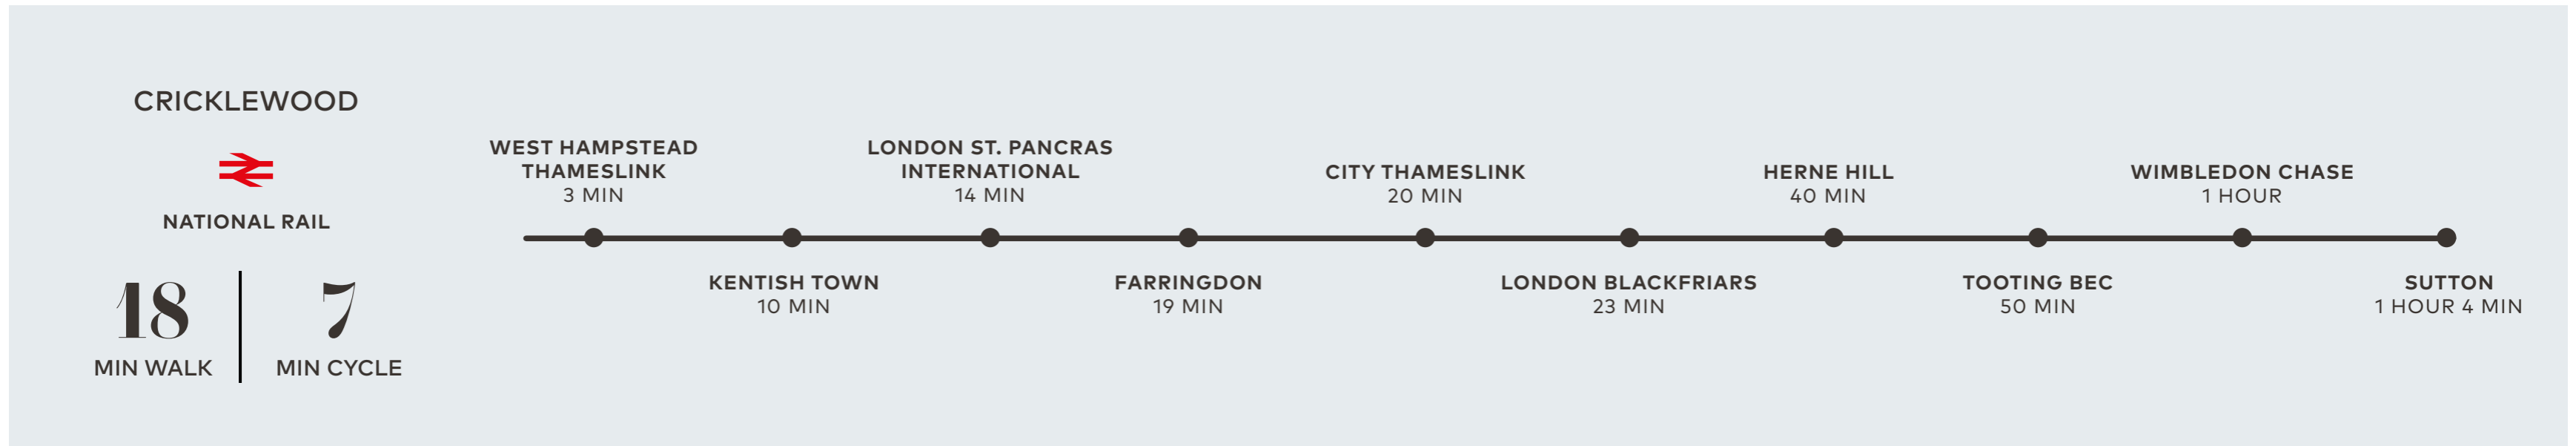 CRICKLEWOOD
NATIONAL RAIL
18
MIN WALK
7
MIN CYCLE
WEST HAMPSTEAD
THAMESLINK
3 MIN
KENTISH TOWN
10 MIN
LONDON ST. PANCRAS
INTERNATIONAL
14 MIN
FARRINGDON
19 MIN
CITY THAMESLINK
20 MIN
LONDON BLACKFRIARS
23 MIN
HERNE HILL
40 MIN
TOOTING BEC
50 MIN
WIMBLEDON CHASE
1 HOUR
SUTTON
1 HOUR 4 MIN